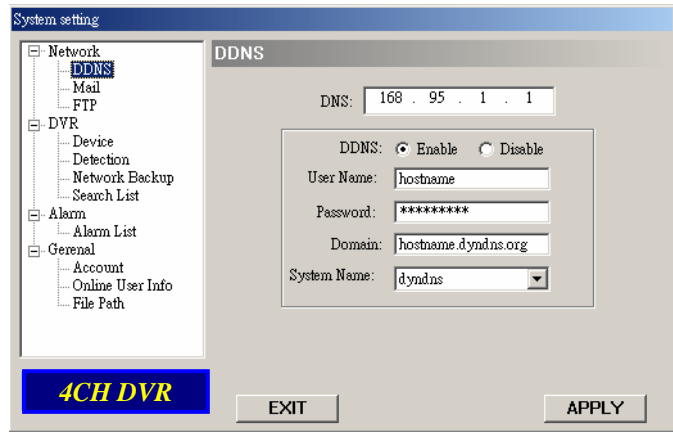 System setting
Network
DDNS
Mail
FTP
DVR
Device
Detection
Network Backup
Search List
Alarm
Alarm List
Gerenal
Account
Online User Info
File Path
4CH DVR
DDNS
DNS: 168 . 95 . 1 . 1
DDNS: Enable Disable
User Name: hostname
Password: *********
Domain: hostname.dyndns.org
System Name: dyndns
EXIT APPLY